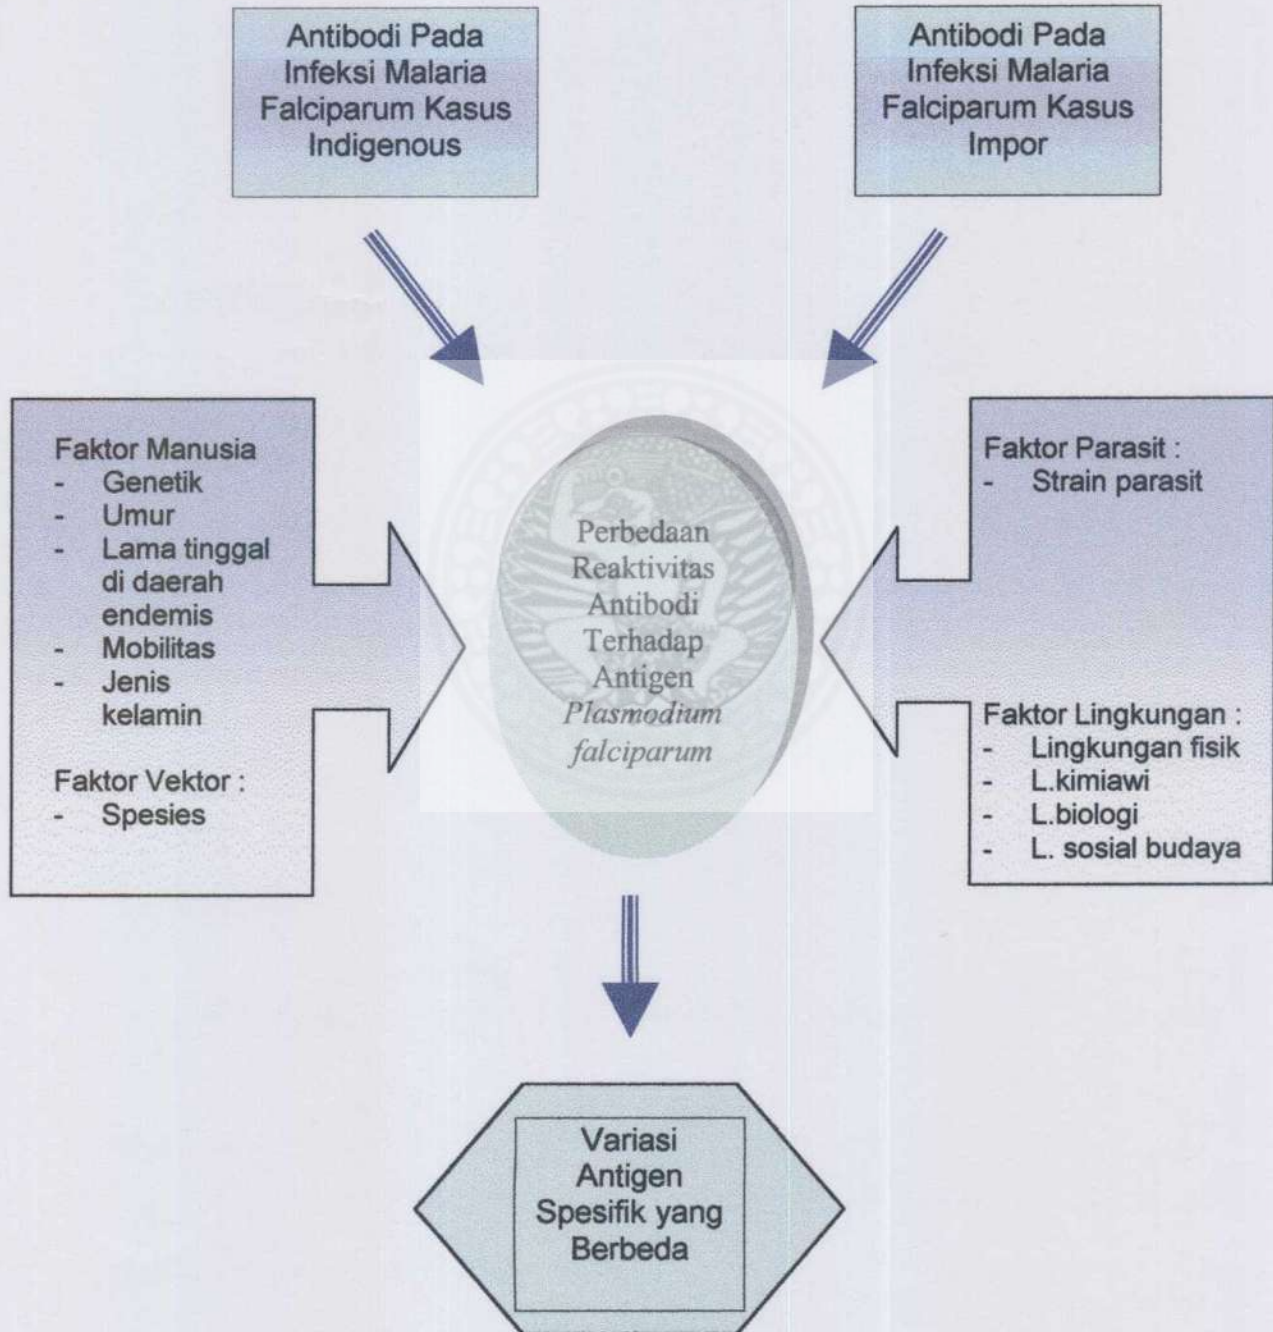 Antibodi Pada
Infeksi Malaria
Falciparum Kasus
Indigenous
Antibodi Pada
Infeksi Malaria
Falciparum Kasus
Impor
Faktor Manusia
- Genetik
- Umur
- Lama tinggal
di daerah
endemis
- Mobilitas
- Jenis
kelamin
Faktor Vektor :
- Spesies
Perbedaan
Reaktivitas
Antibodi
Terhadap
Antigen
Plasmodium
falciparum
Faktor Parasit :
- Strain parasit
Faktor Lingkungan :
- Lingkungan fisik
- L.kimiawi
- L.biologi
- L. sosial budaya
Variasi
Antigen
Spesifik yang
Berbeda